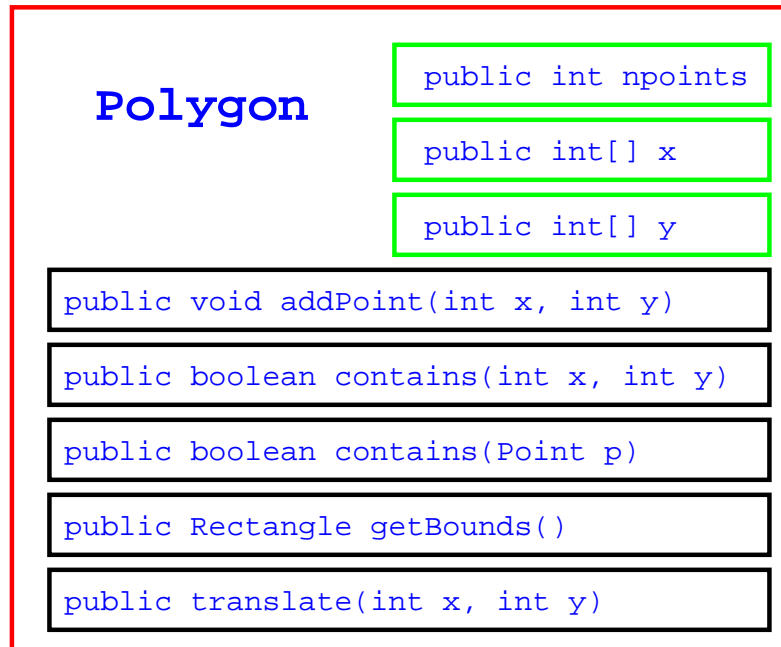 Polygon
public int npoints
public int[] x
public int[] y
public void addPoint(int x, int y)
public boolean contains(int x, int y)
public boolean contains(Point p)
public Rectangle getBounds()
public translate(int x, int y)